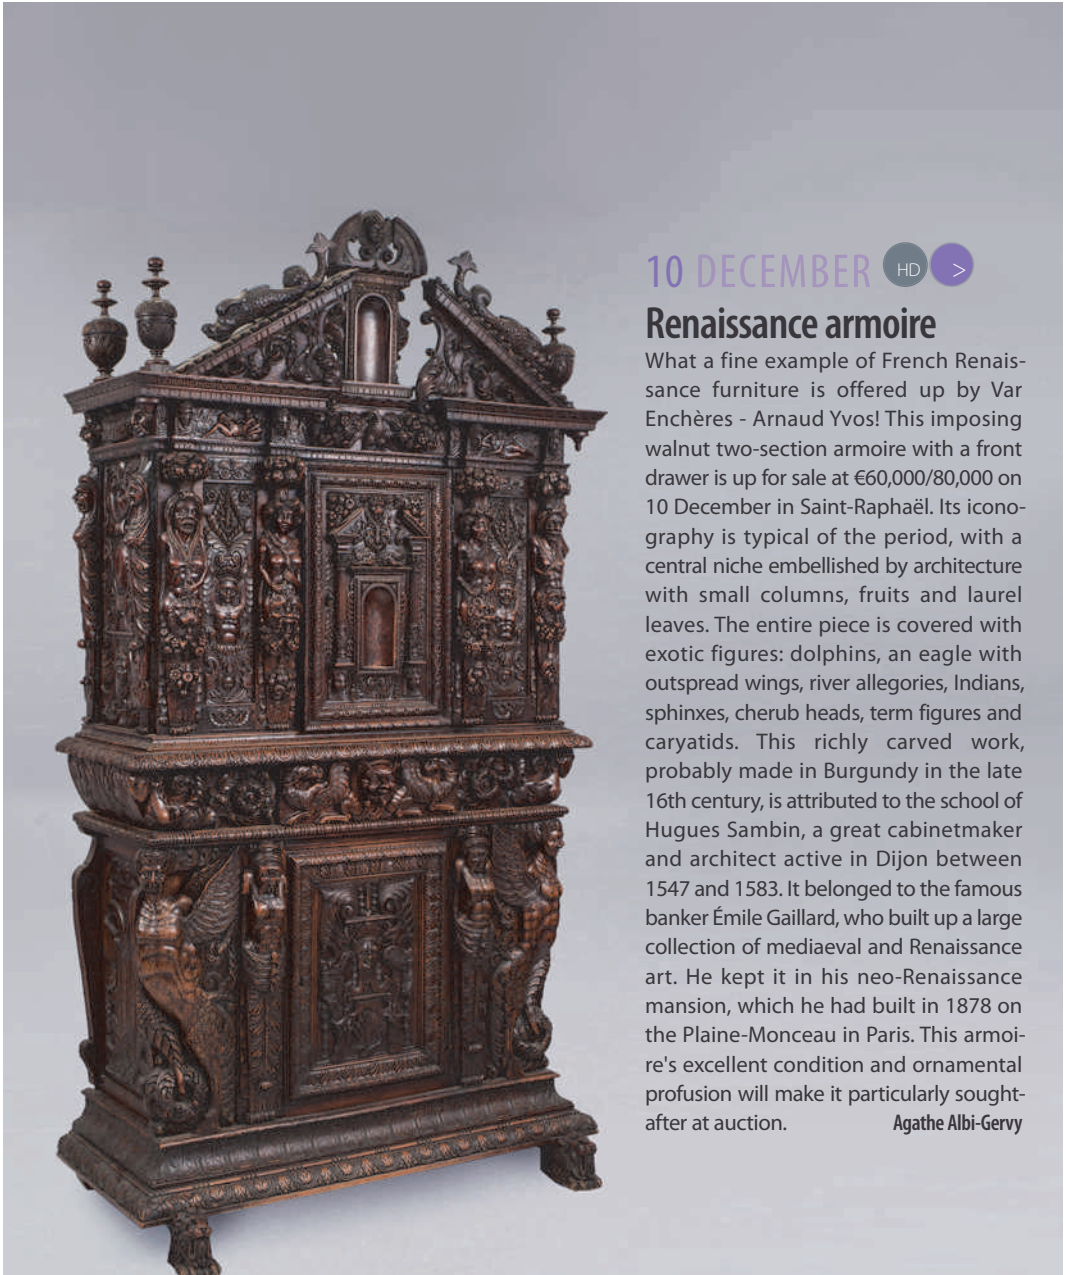 10 DECEMBER HD >
Renaissance armoire
What a fine example of French Renais-
sance furniture is offered up by Var
Enchères - Arnaud Yvos! This imposing
walnut two-section armoire with a front
drawer is up for sale at €60,000/80,000 on
10 December in Saint-Raphaël. Its icono-
graphy is typical of the period, with a
central niche embellished by architecture
with small columns, fruits and laurel
leaves. The entire piece is covered with
exotic figures: dolphins, an eagle with
outspread wings, river allegories, Indians,
sphinxes, cherub heads, term figures and
caryatids. This richly carved work,
probably made in Burgundy in the late
16th century, is attributed to the school of
Hugues Sambin, a great cabinetmaker
and architect active in Dijon between
1547 and 1583. It belonged to the famous
banker Émile Gaillard, who built up a large
collection of mediaeval and Renaissance
art. He kept it in his neo-Renaissance
mansion, which he had built in 1878 on
the Plaine-Monceau in Paris. This armoi-
re's excellent condition and ornamental
profusion will make it particularly sought-
after at auction. Agathe Albi-Gervy